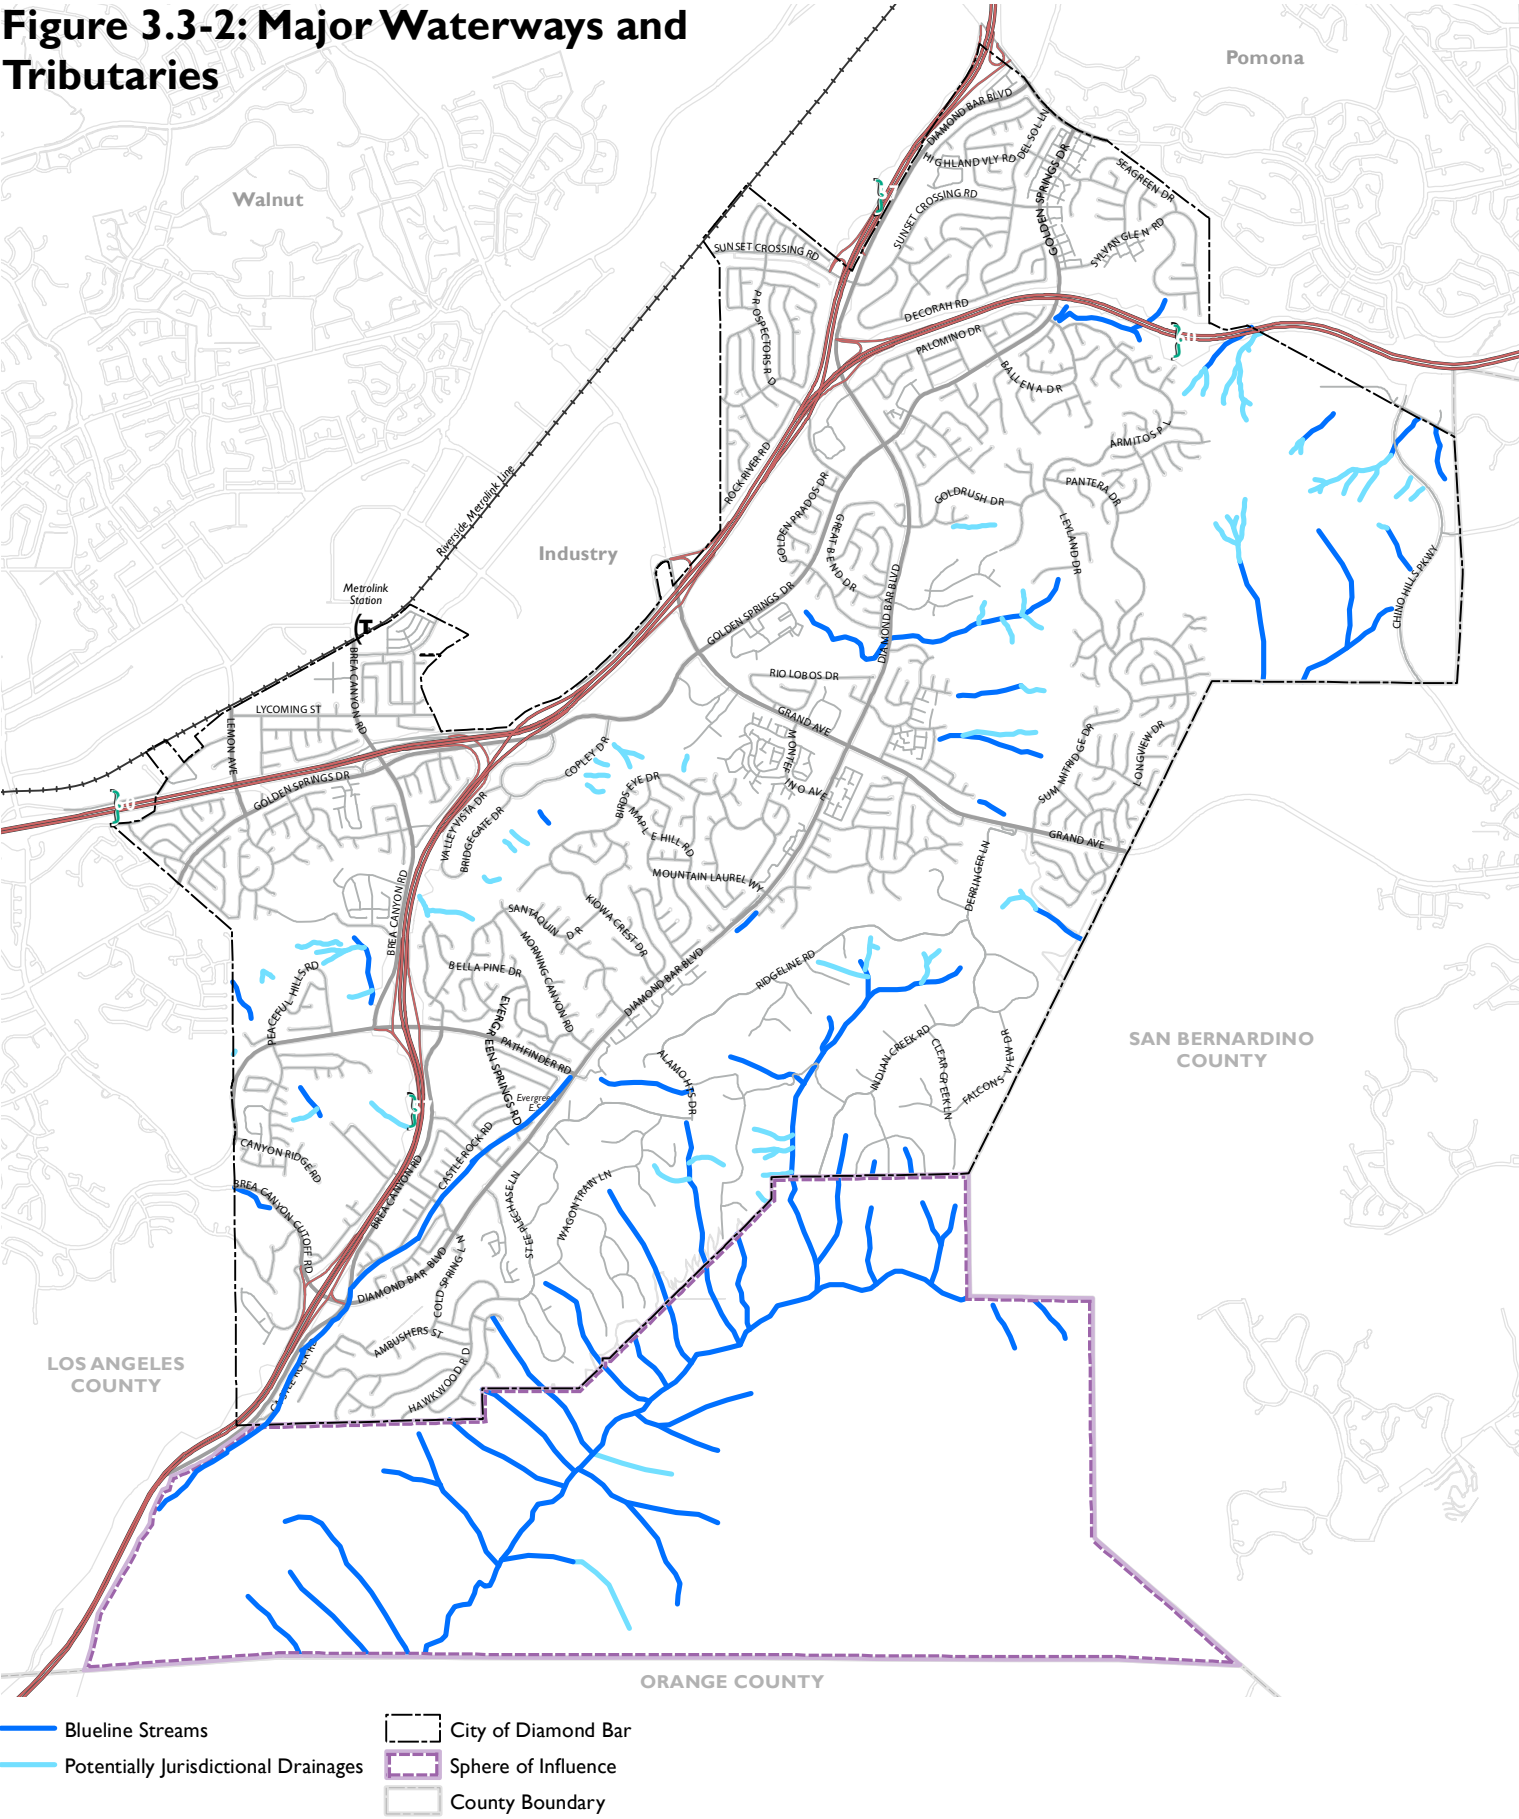 Figure 3.3-2: Major Waterways and
Tributaries
Pomona
Walnut
Industry
SAN BERNARDINO
COUNTY
LOS ANGELES
COUNTY
ORANGE COUNTY
DIAMOND BAR BLVD
HIGHLAND VLY RD
DEL SOL LN
GOLDEN SPRINGS DR
SEAGREEN DR
SUNSET CROSSING RD
SYLVAN GLEN RD
SUNSET CROSSING RD
PROSPECTORS RD
DECORAH RD
PALOMINO DR
BALLENA DR
ARMITOS PL
ROCK RIVER RD
GOLDEN PRADOS DR
GOLDRUSH DR
PANTERA DR
LEYLAND DR
GREAT BEND DR
Riverside Metrolink Line
Metrolink
Station
CHINO HILLS PKWY
GOLDEN SPRINGS DR
DIAMOND BAR BLVD
BREA CANYON RD
RIO LOBOS DR
LYCOMING ST
LEMON AVE
GRAND AVE
MONTEFINO AVE
SUMMITRIDGE DR
LONGVIEW DR
COPLEY DR
GOLDEN SPRINGS DR
60
BIRDS EYE DR
VALLEY VISTA DR
BRIDGEGATE DR
MAPLE HILL RD
GRAND AVE
MOUNTAIN LAUREL WY
DERRINGER LN
BREA CANYON RD
SANTAQUIN DR
KIOWA CREST DR
MORNING CANYON RD
BELLA PINE DR
DIAMOND BAR BLVD
RIDGELINE RD
PEACEFUL HILLS RD
EVERGREEN SPRINGS RD
PATHFINDER RD
ALAMO HTS DR
INDIAN CREEK RD
CLEAR CREEK LN
FALCONS VIEW DR
Evergreen
E.S.
CANYON RIDGE RD
CASTLE ROCK RD
BREA CANYON RD
BREA CANYON CUTOFF RD
STEEPLECHASE LN
WAGON TRAIN LN
DIAMOND BAR BLVD
COLD SPRING LN
AMBUSHERS ST
HAWKWOOD RD
CASTLE ROCK RD
Blueline Streams
Potentially Jurisdictional Drainages
City of Diamond Bar
Sphere of Influence
County Boundary